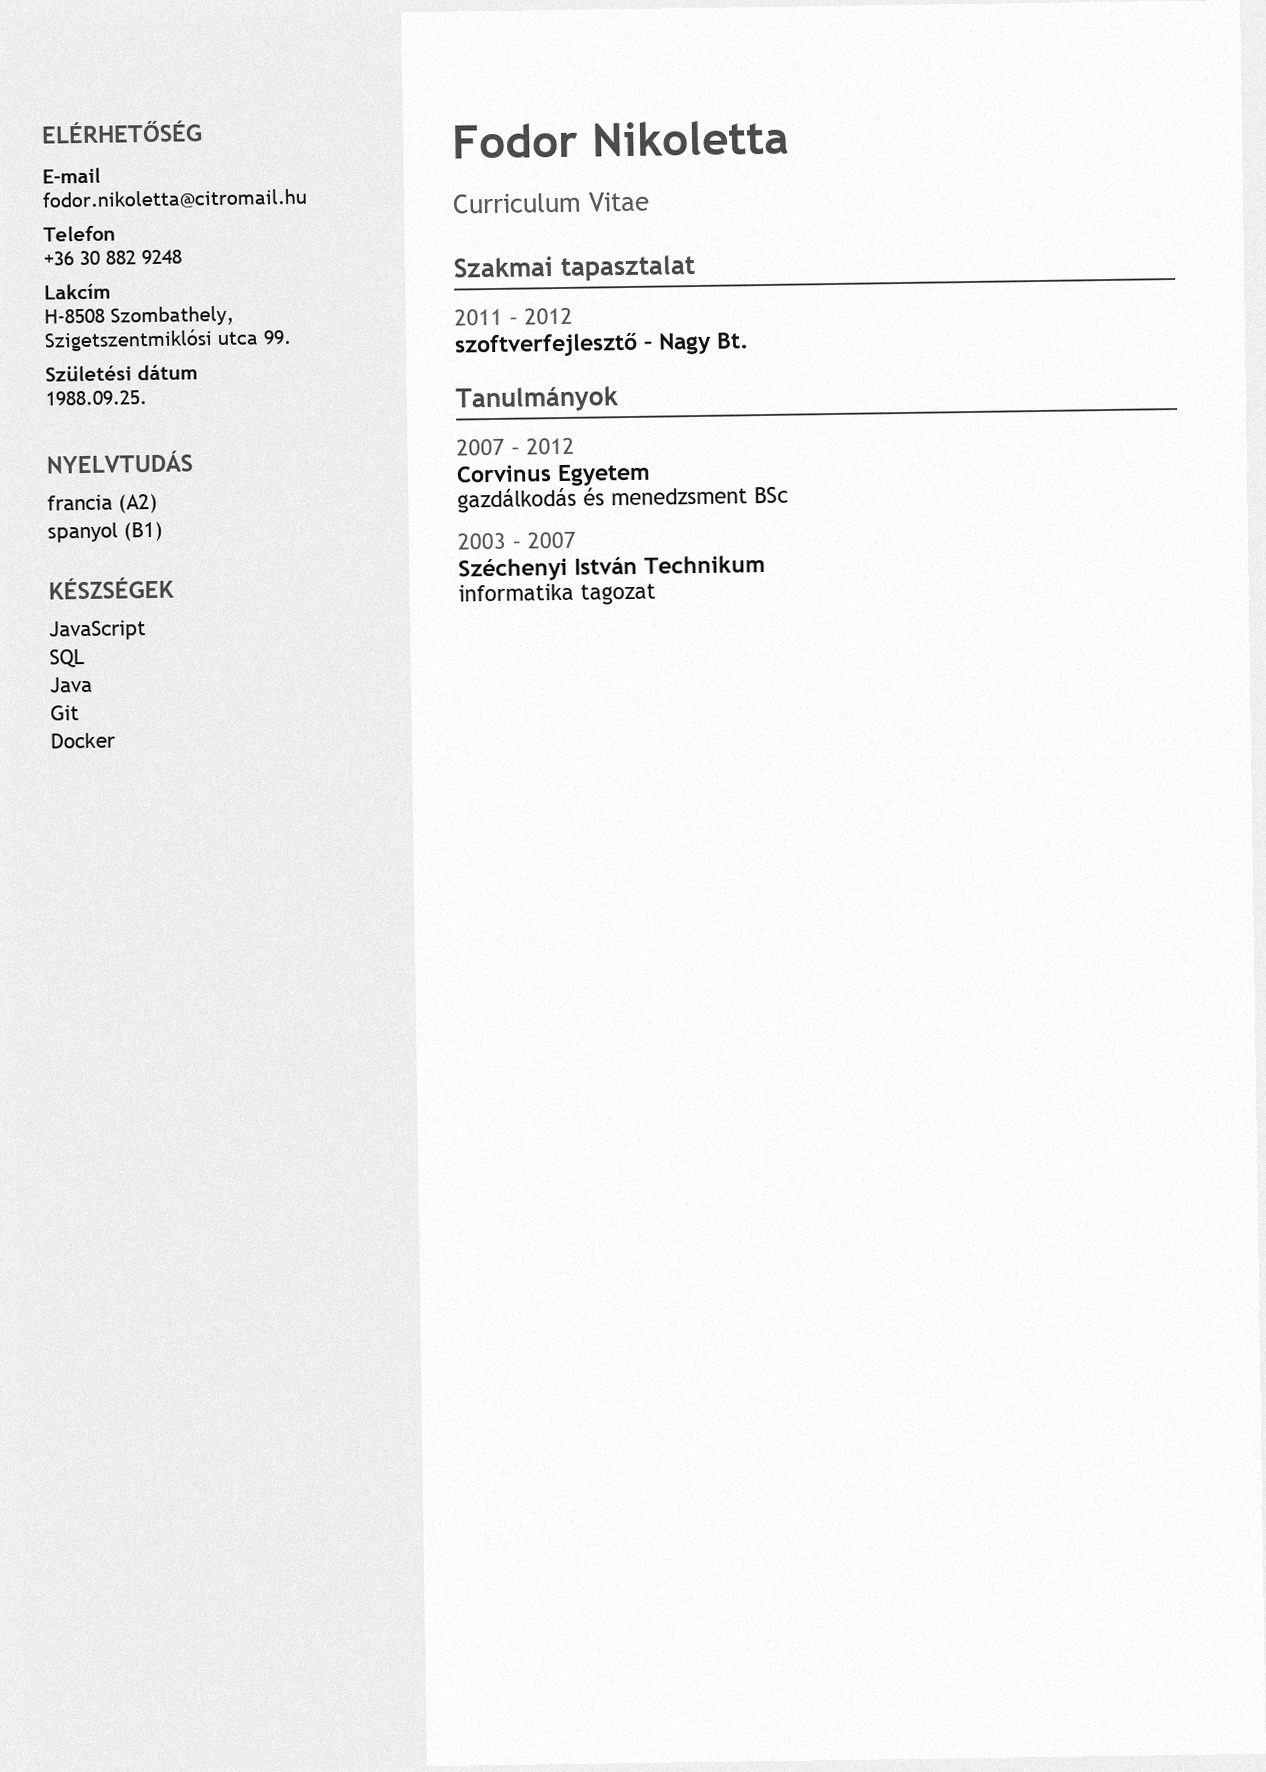 ELÉRHETŐSÉG
E-mail
fodor.nikoletta@citromail.hu
Telefon
+36 30 882 9248
Lakcím
H-8508 Szombathely,
Szigetszentmiklósi utca 99.
Születési dátum
1988.09.25.
NYELVTUDÁS
francia (A2)
spanyol (B1)
KÉSZSÉGEK
JavaScript
SQL
Java
Git
Docker
Fodor Nikoletta
Curriculum Vitae
Szakmai tapasztalat
2011 - 2012
szoftverfejlesztő - Nagy Bt.
Tanulmányok
2007 - 2012
Corvinus Egyetem
gazdálkodás és menedzsment BSc
2003 - 2007
Széchenyi István Technikum
informatika tagozat